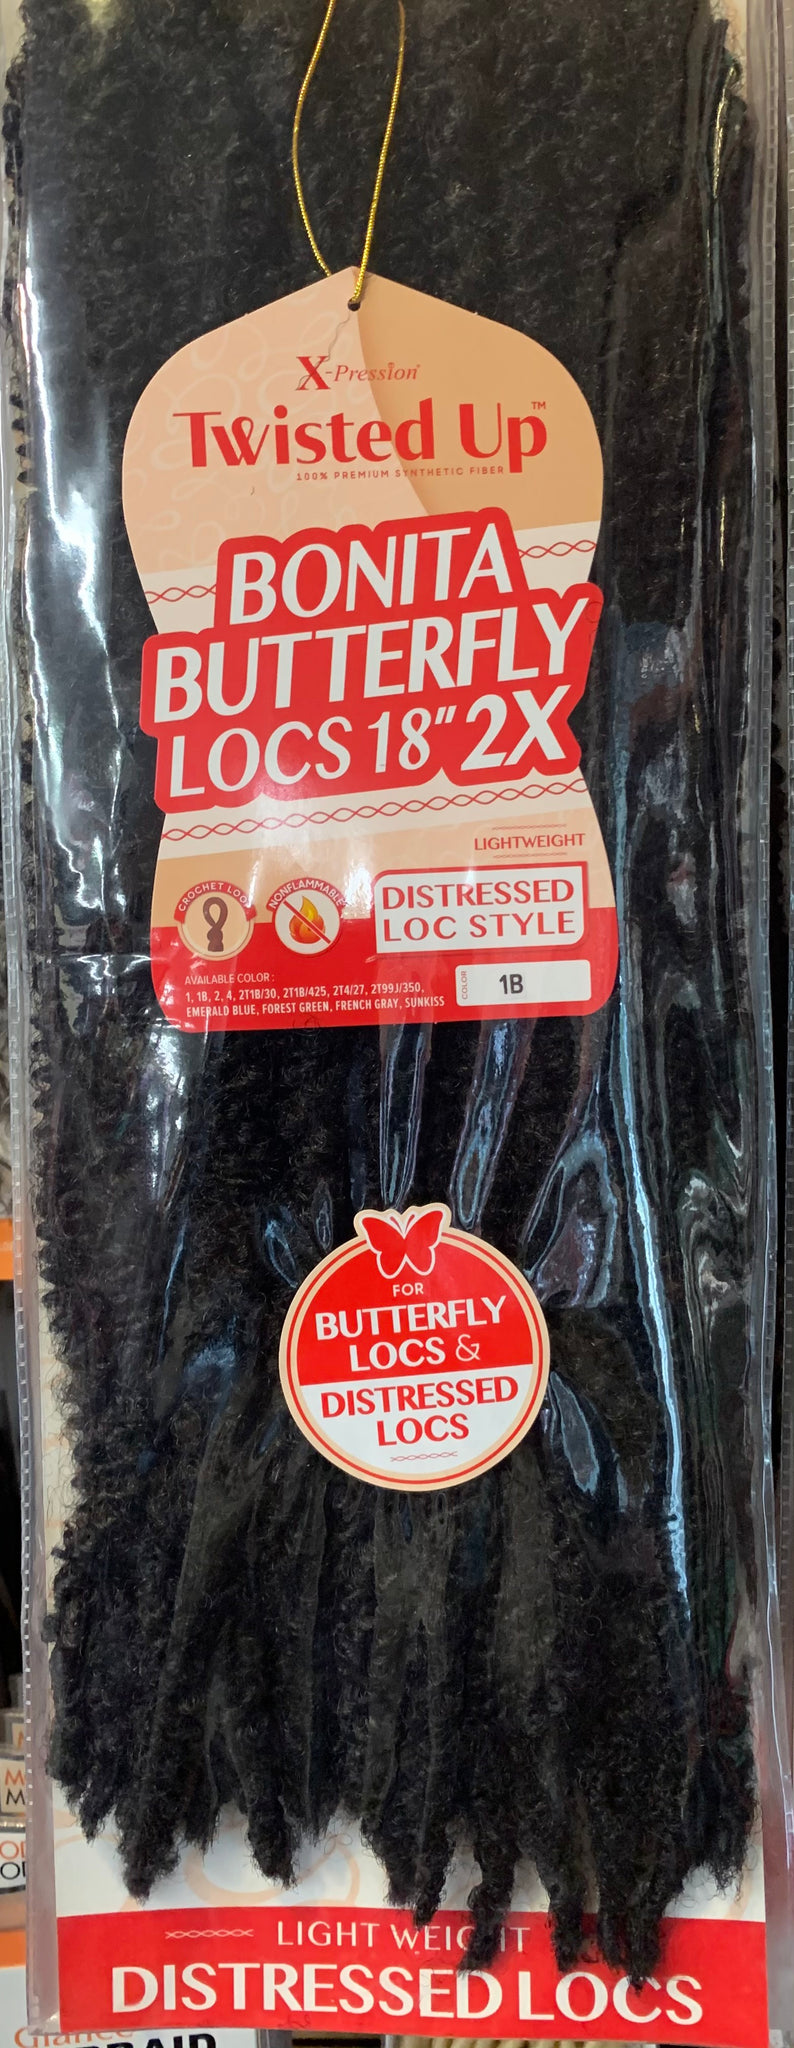 X-Pression
Twisted Up™
100% PREMIUM SYNTHETIC FIBER
BONITA
BUTTERFLY
LOCS 18" 2X
LIGHTWEIGHT
CROCHET LOOP
NONFLAMMABLE
DISTRESSED
LOC STYLE
AVAILABLE COLOR :
1, 1B, 2, 4, 2T1B/30, 2T1B/425, 2T4/27, 2T99J/350,
EMERALD BLUE, FOREST GREEN, FRENCH GRAY, SUNKISS
COLOR
1B
FOR
BUTTERFLY
LOCS &
DISTRESSED
LOCS
LIGHT WEIGHT
DISTRESSED LOCS